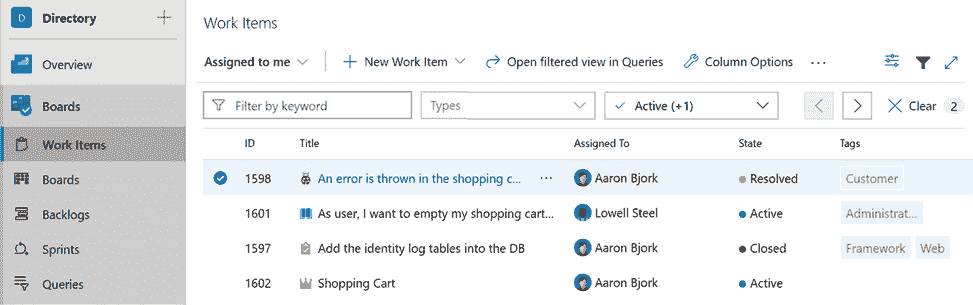 D Directory
Work Items
Assigned to me New Work Item Open filtered view in Queries Column Options ...
Overview
Filter by keyword Types Active (+1) Clear 2
Boards
Work Items
ID Title Assigned To State Tags
Boards
1598 An error is thrown in the shopping c... ... Aaron Bjork Resolved Customer
Backlogs
1601 As user, I want to empty my shopping cart... Lowell Steel Active Administrat...
Sprints
1597 Add the identity log tables into the DB Aaron Bjork Closed Framework Web
Queries
1602 Shopping Cart Aaron Bjork Active